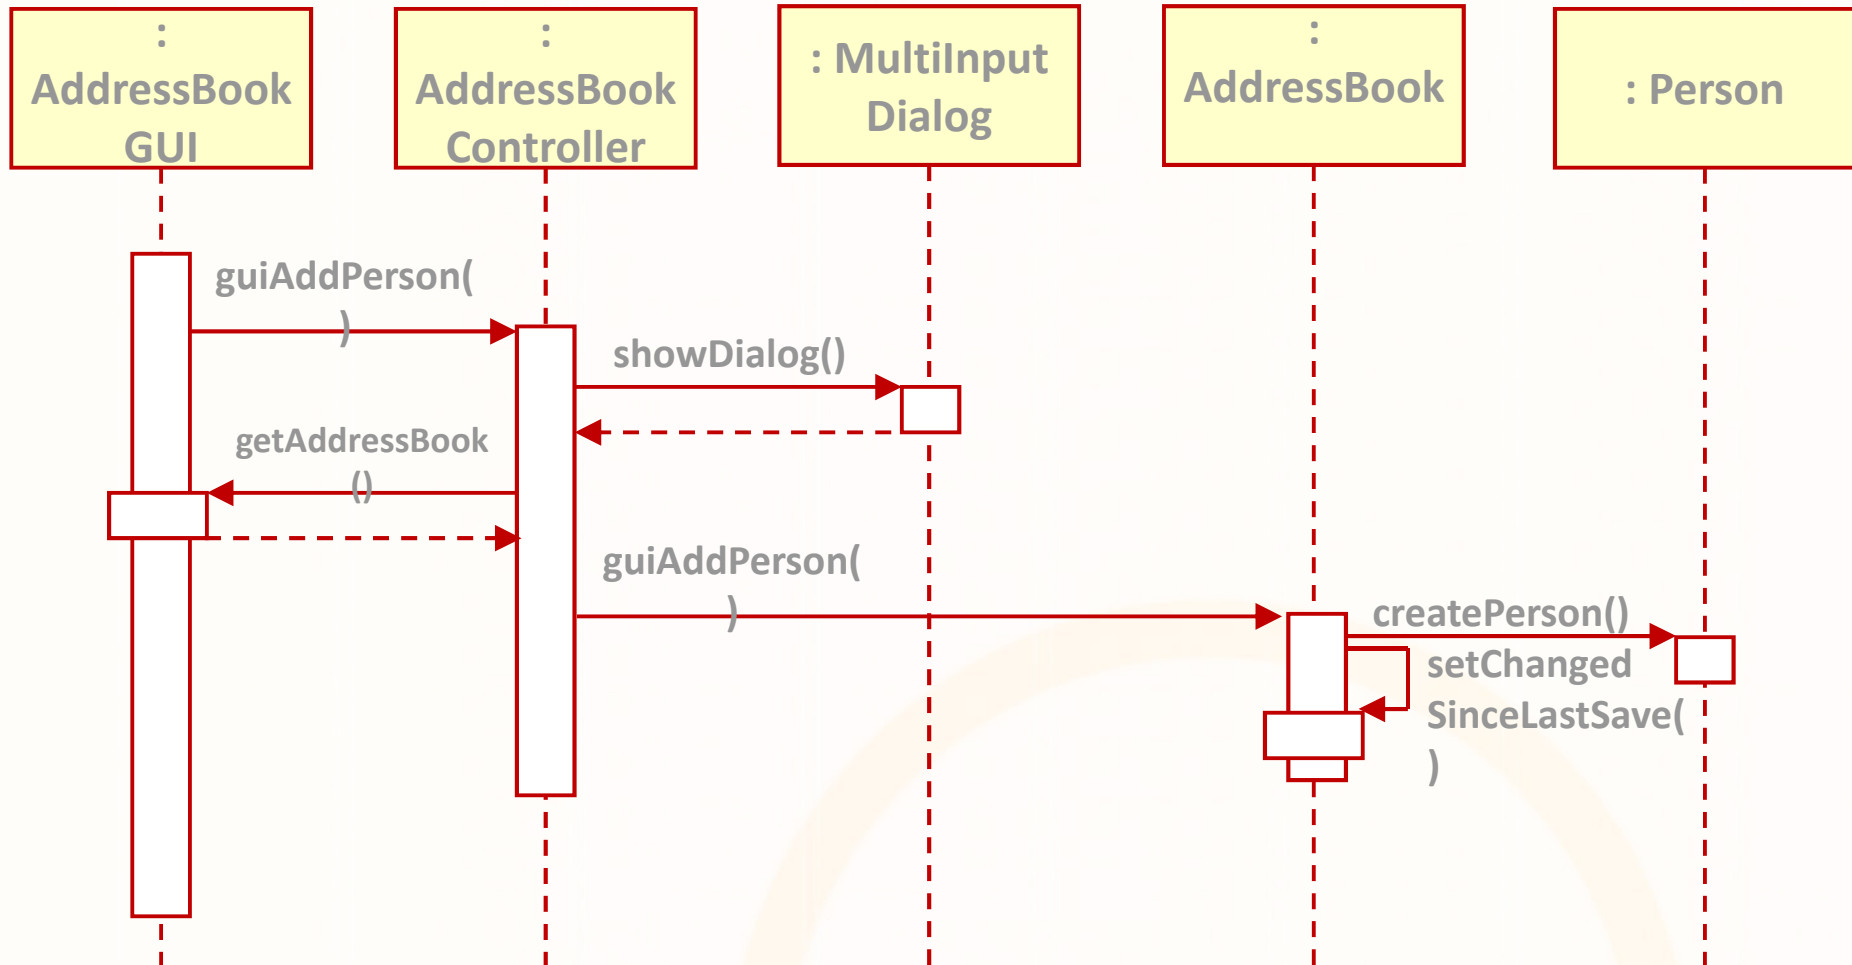 :
AddressBook
GUI
:
AddressBook
Controller
: MultiInput
Dialog
:
AddressBook
: Person
guiAddPerson(
)
showDialog()
getAddressBook
()
guiAddPerson(
)
createPerson()
setChanged
SinceLastSave(
)